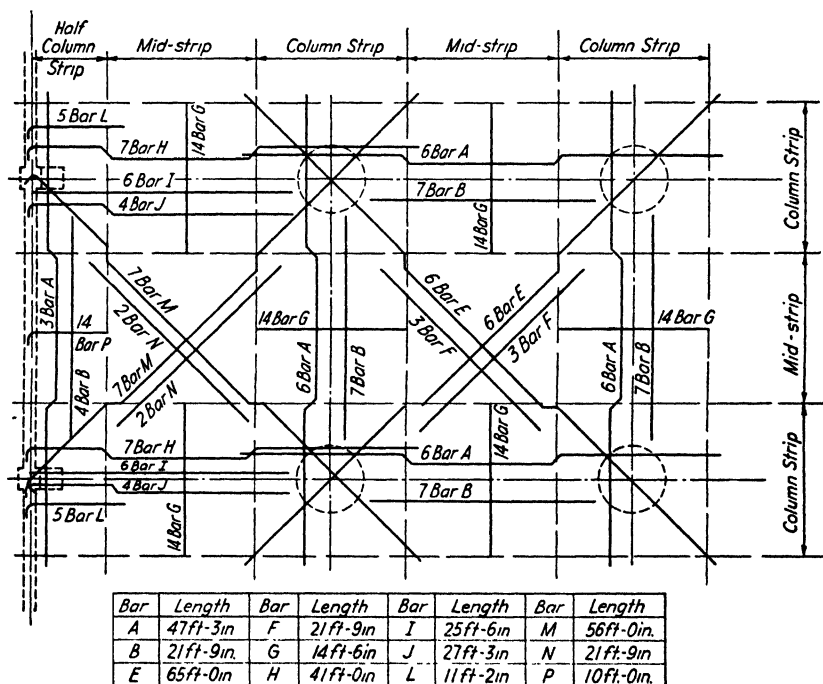 Half
Column
Strip
Mid-strip
Column Strip
Mid-strip
Column Strip
5 Bar L
14 Bar G
7 Bar H
6 Bar A
14 Bar G
6 Bar I
7 Bar B
4 Bar J
14 Bar G
Column Strip
3 Bar A
7 Bar M
2 Bar N
6 Bar E
6 Bar E
3 Bar F
3 Bar F
14
Bar P
14 Bar G
14 Bar G
4 Bar B
7 Bar M
2 Bar N
6 Bar A
7 Bar B
6 Bar A
7 Bar B
Mid-strip
7 Bar H
6 Bar A
14 Bar G
6 Bar I
4 Bar J
7 Bar B
5 Bar L
14 Bar G
Column Strip
Bar Length Bar Length Bar Length Bar Length
A 47ft-3in F 21ft-9in I 25ft-6in M 56ft-0in.
B 21ft-9in. G 14ft-6in J 27ft-3in N 21ft-9in
E 65ft-0in H 41ft-0in L 11ft-2in P 10ft.-0in.